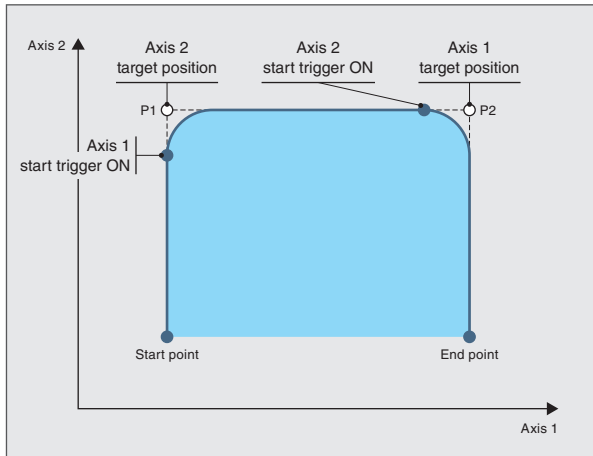 Axis 2
Axis 2
target position
Axis 2
start trigger ON
Axis 1
target position
P1
P2
Axis 1
start trigger ON
Start point
End point
Axis 1